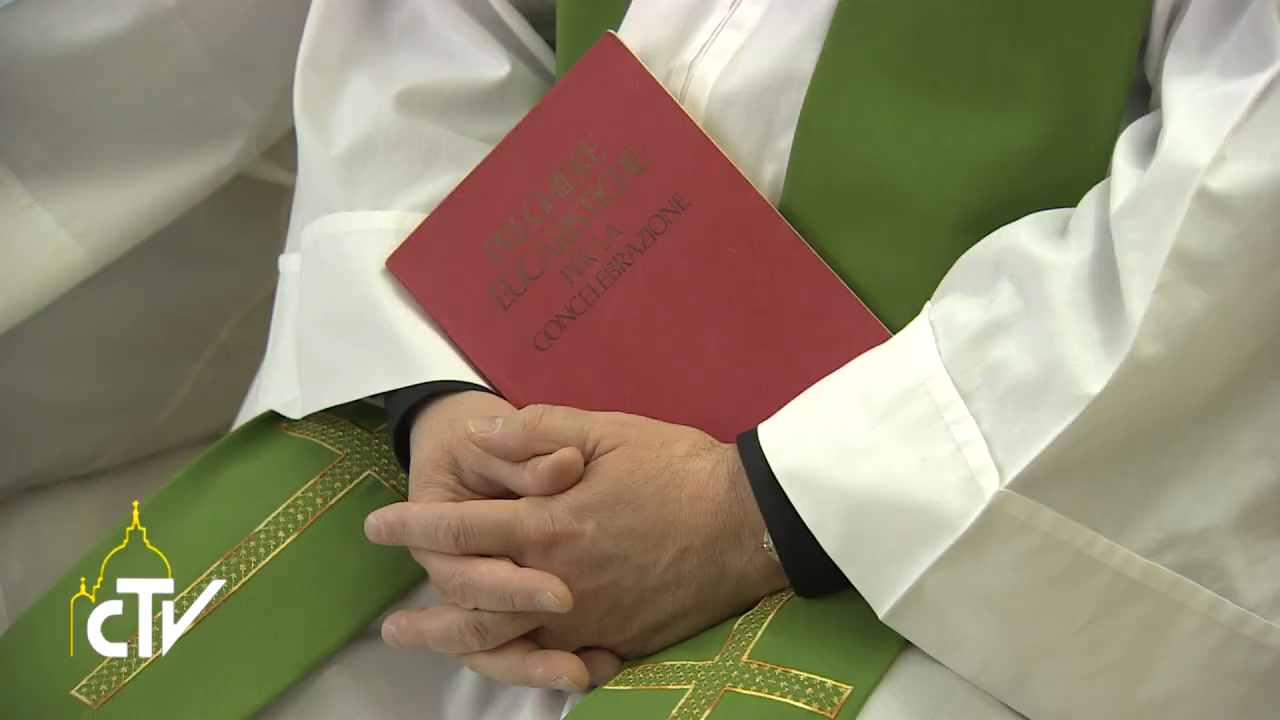 PREGHIERE
EUCARISTICHE
PER LA
CONCELEBRAZIONE
CTV